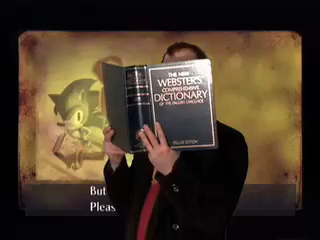 THE NEW
WEBSTER'S
COMPREHENSIVE
DICTIONARY
OF THE ENGLISH LANGUAGE
DELUXE EDITION
But
Pleas